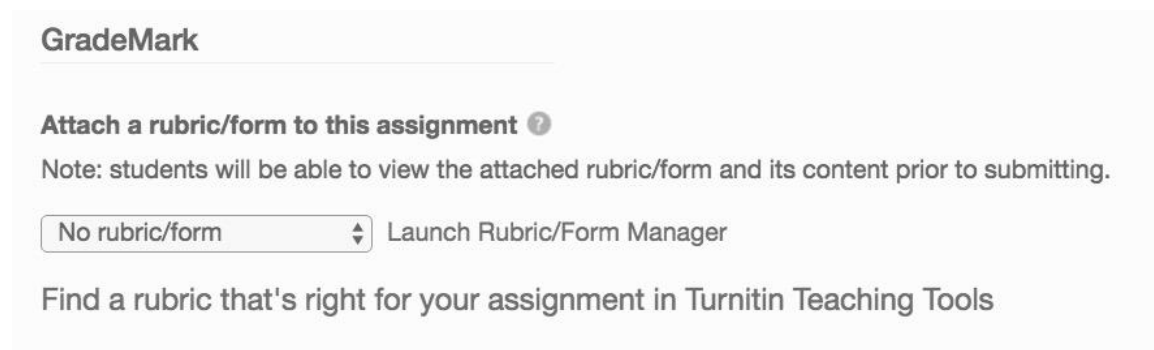 GradeMark
Attach a rubric/form to this assignment ?
Note: students will be able to view the attached rubric/form and its content prior to submitting.
No rubric/form Launch Rubric/Form Manager
Find a rubric that's right for your assignment in Turnitin Teaching Tools